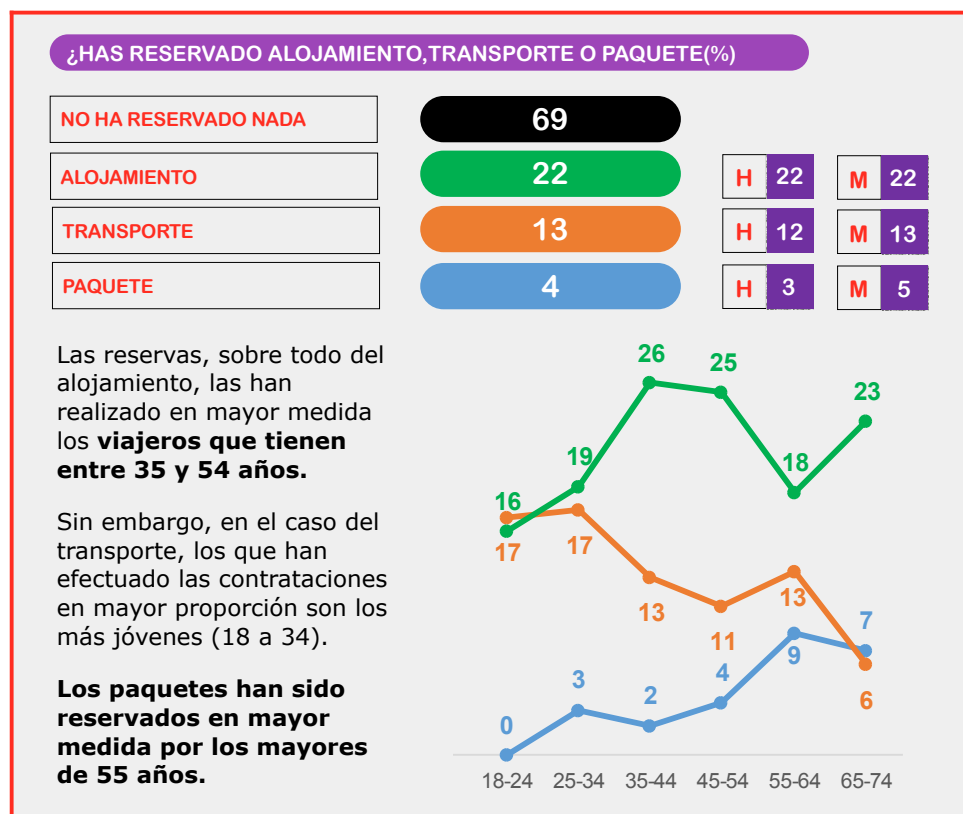 ¿HAS RESERVADO ALOJAMIENTO,TRANSPORTE O PAQUETE(%)
NO HA RESERVADO NADA 69
ALOJAMIENTO 22 H 22 M 22
TRANSPORTE 13 H 12 M 13
PAQUETE 4 H 3 M 5
Las reservas, sobre todo del
alojamiento, las han
realizado en mayor medida
los viajeros que tienen
entre 35 y 54 años.
Sin embargo, en el caso del
transporte, los que han
efectuado las contrataciones
en mayor proporción son los
más jóvenes (18 a 34).
Los paquetes han sido
reservados en mayor
medida por los mayores
de 55 años.
16 19 26 25 18 23
17 17 13 11 13 6
0 3 2 4 9 7
18-24 25-34 35-44 45-54 55-64 65-74